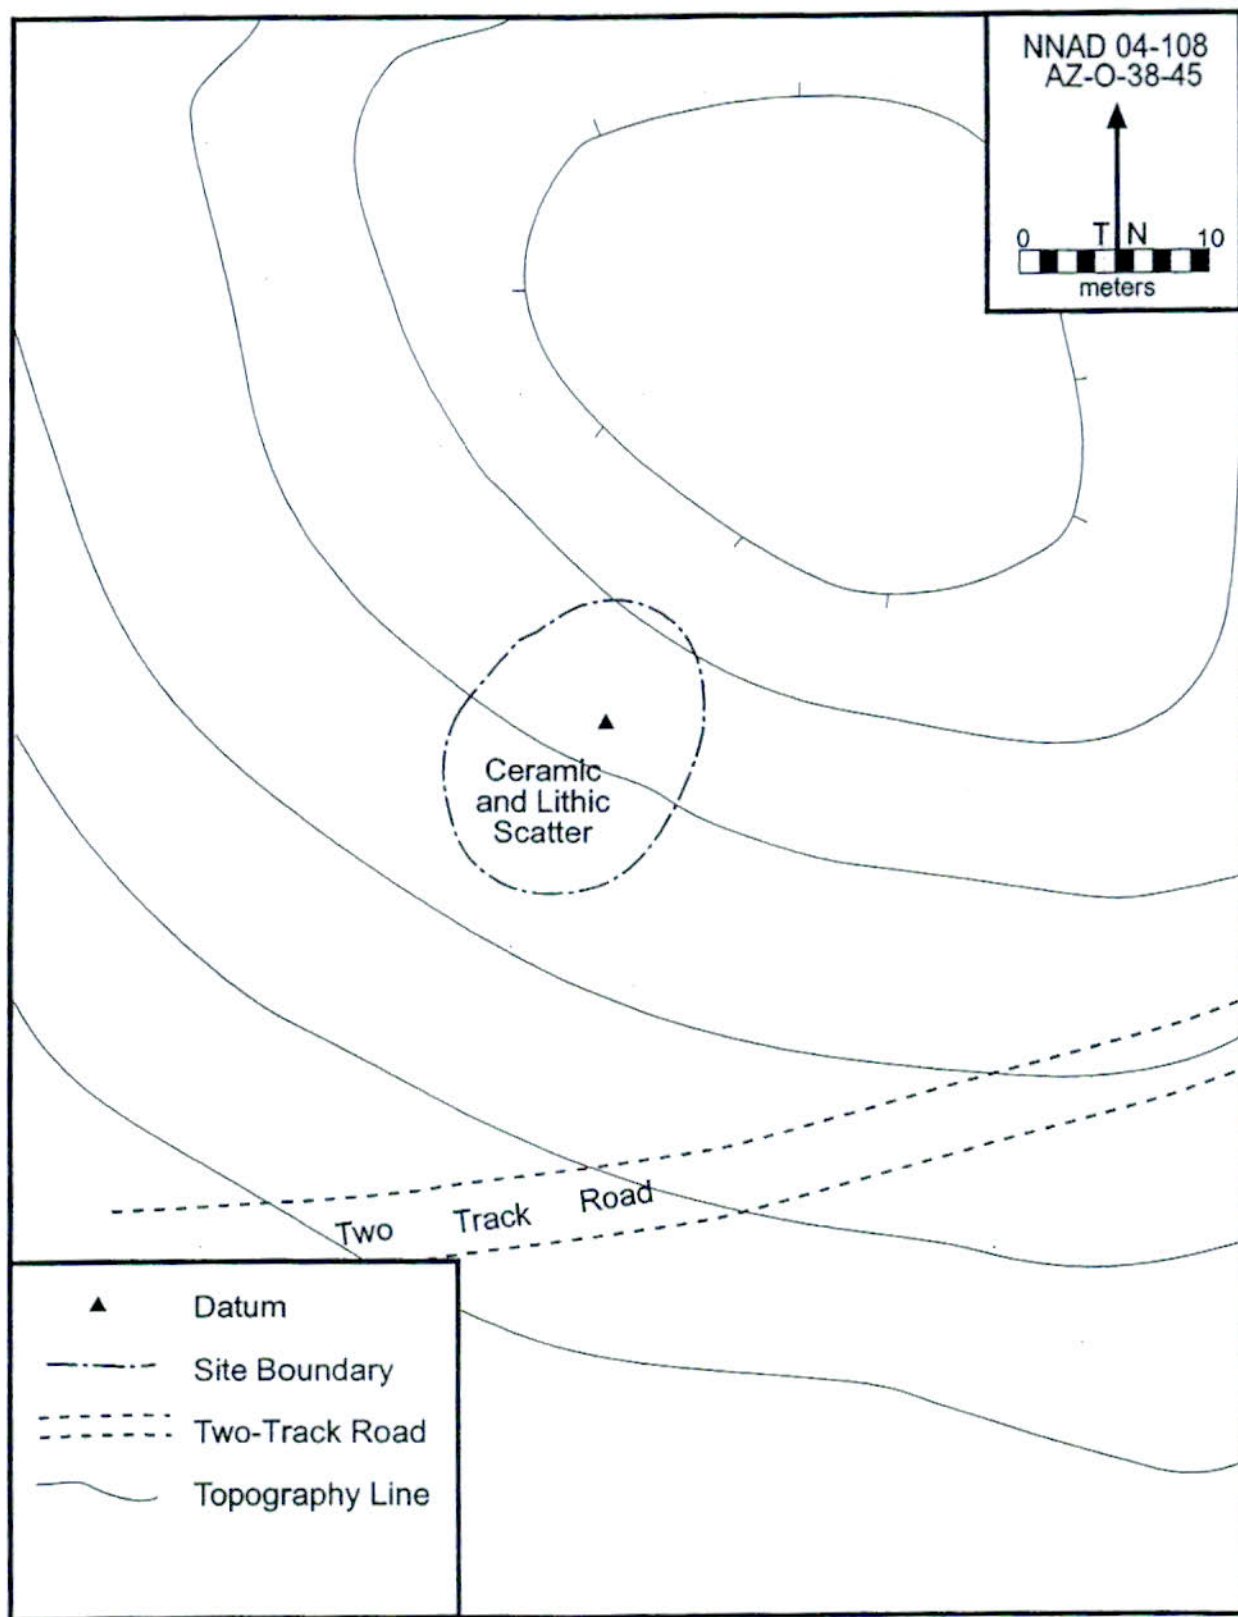 NNAD 04-108
AZ-O-38-45
T N
0 10
meters
Ceramic
and Lithic
Scatter
Two Track Road
Datum
Site Boundary
Two-Track Road
Topography Line